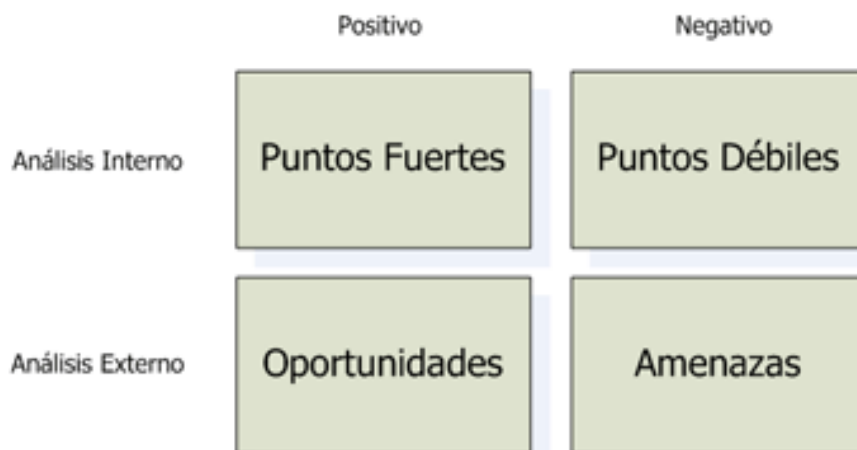 Positivo Negativo
Análisis Interno Puntos Fuertes Puntos Débiles
Análisis Externo Oportunidades Amenazas